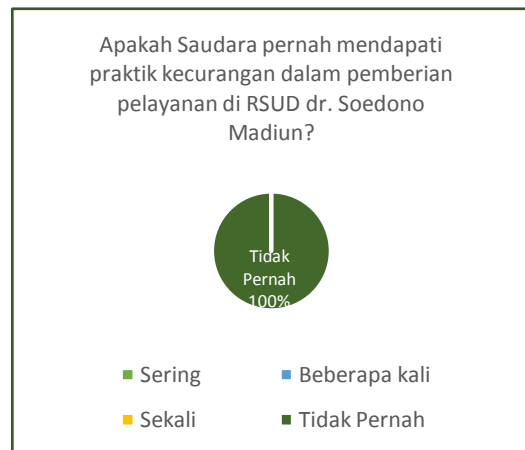 Apakah Saudara pernah mendapati
praktik kecurangan dalam pemberian
pelayanan di RSUD dr. Soedono
Madiun?
Tidak
Pernah
100%
Sering
Beberapa kali
Sekali
Tidak Pernah